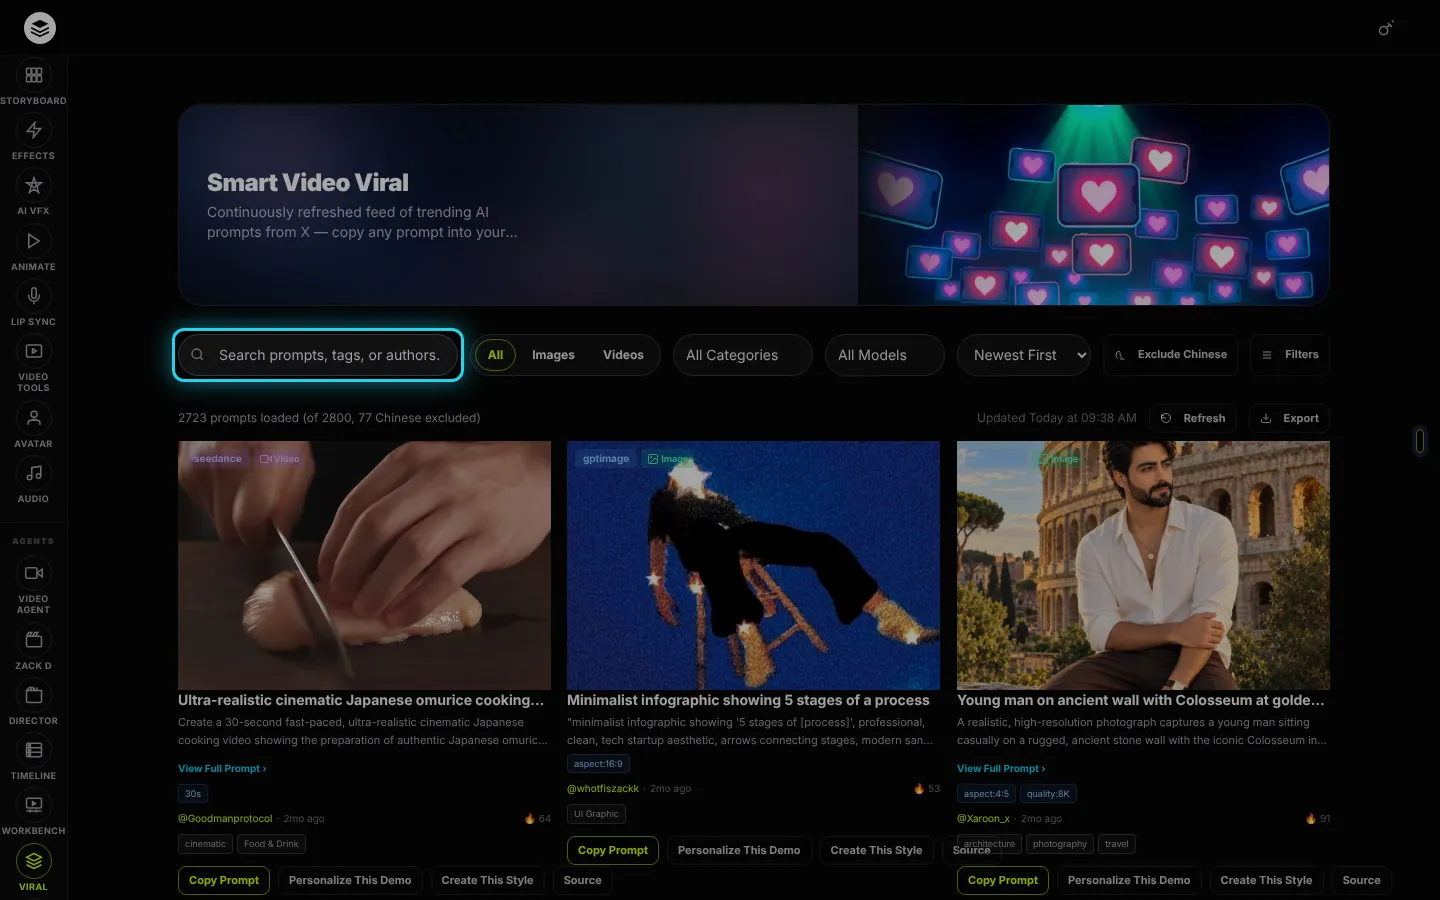 STORYBOARD
EFFECTS
AI VFX
ANIMATE
LIP SYNC
VIDEO
TOOLS
AVATAR
AUDIO
AGENTS
VIDEO
AGENT
ZACK D
DIRECTOR
TIMELINE
WORKBENCH
VIRAL
Smart Video Viral
Continuously refreshed feed of trending AI
prompts from X — copy any prompt into your...
Search prompts, tags, or authors.
All Images Videos All Categories All Models Newest First Exclude Chinese Filters
2723 prompts loaded (of 2800, 77 Chinese excluded)
Updated Today at 09:38 AM Refresh Export
seedance Video
Ultra-realistic cinematic Japanese omurice cooking...
Create a 30-second fast-paced, ultra-realistic cinematic Japanese
cooking video showing the preparation of authentic Japanese omuric...
View Full Prompt ›
30s
@Goodmanprotocol · 2mo ago 64
cinematic Food & Drink
Copy Prompt Personalize This Demo Create This Style Source
gptimage Image
Minimalist infographic showing 5 stages of a process
"minimalist infographic showing '5 stages of [process]', professional,
clean, tech startup aesthetic, arrows connecting stages, modern san...
aspect:16:9
@whotfiszackk · 2mo ago 53
UI Graphic
Copy Prompt Personalize This Demo Create This Style Source
Image
Young man on ancient wall with Colosseum at golde...
A realistic, high-resolution photograph captures a young man sitting
casually on a rugged, ancient stone wall with the iconic Colosseum in...
View Full Prompt ›
aspect:4:5 quality:8K
@Xaroon_x · 2mo ago 91
architecture photography travel
Copy Prompt Personalize This Demo Create This Style Source